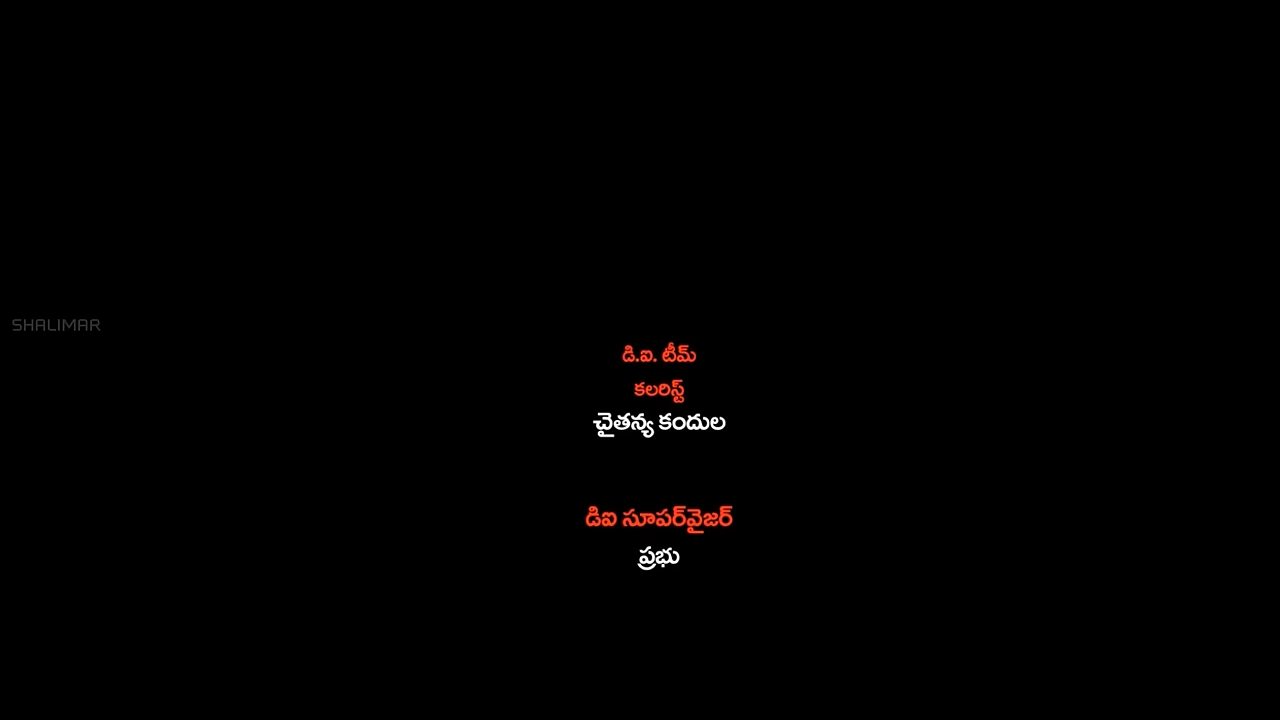 SHALIMAR
డి.ఐ. టీమ్
కలరిస్ట్
చైతన్య కందుల
డిఐ సూపర్‌వైజర్
ప్రభు